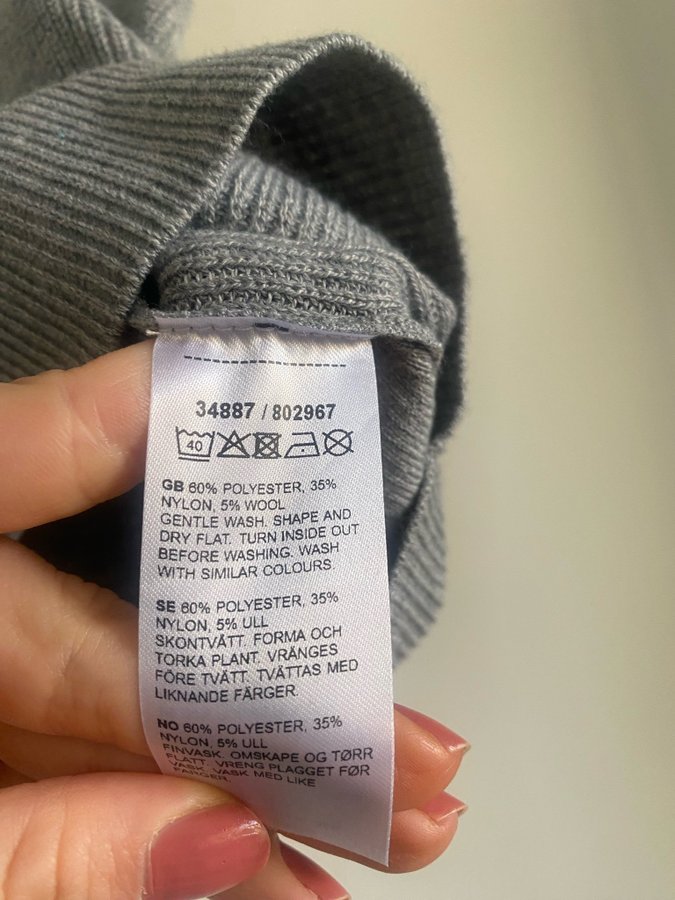 34887 / 802967
40
GB 60% POLYESTER, 35%
NYLON, 5% WOOL
GENTLE WASH. SHAPE AND
DRY FLAT. TURN INSIDE OUT
BEFORE WASHING. WASH
WITH SIMILAR COLOURS.
SE 60% POLYESTER, 35%
NYLON, 5% ULL
SKONTVÄTT. FORMA OCH
TORKA PLANT. VRÄNGES
FÖRE TVÄTT. TVÄTTAS MED
LIKNANDE FÄRGER.
NO 60% POLYESTER, 35%
NYLON, 5% ULL
FINVASK. OMSKAPE OG TØRR
FLATT. VRENG PLAGGET FØR
VASK. VASK MED LIKE
FARGER.